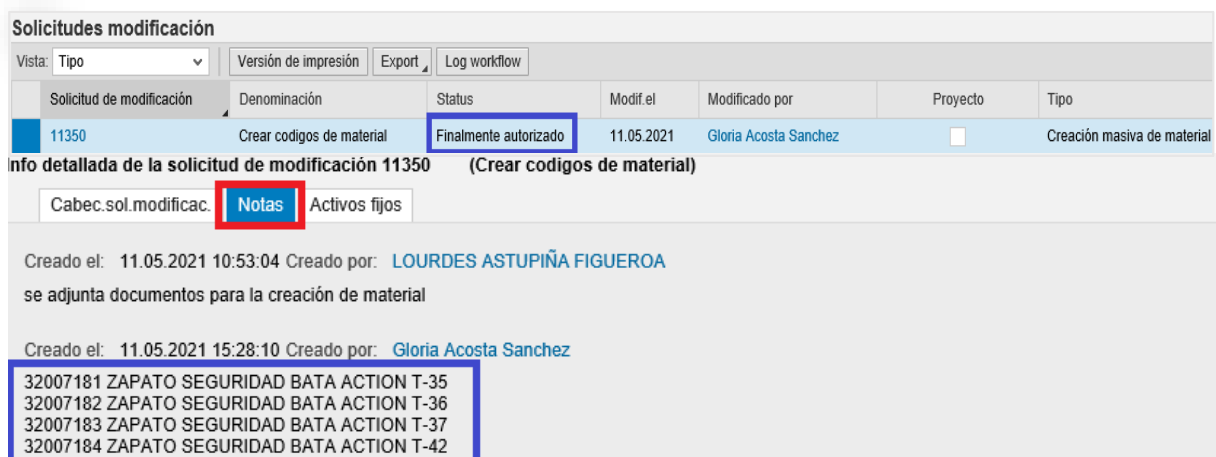 Solicitudes modificación
Vista: Tipo Versión de impresión Export Log workflow
Solicitud de modificación Denominación Status Modif.el Modificado por Proyecto Tipo
11350 Crear codigos de material Finalmente autorizado 11.05.2021 Gloria Acosta Sanchez Creación masiva de material
Info detallada de la solicitud de modificación 11350 (Crear codigos de material)
Cabec.sol.modificac. Notas Activos fijos
Creado el: 11.05.2021 10:53:04 Creado por: LOURDES ASTUPIÑA FIGUEROA
se adjunta documentos para la creación de material
Creado el: 11.05.2021 15:28:10 Creado por: Gloria Acosta Sanchez
32007181 ZAPATO SEGURIDAD BATA ACTION T-35
32007182 ZAPATO SEGURIDAD BATA ACTION T-36
32007183 ZAPATO SEGURIDAD BATA ACTION T-37
32007184 ZAPATO SEGURIDAD BATA ACTION T-42